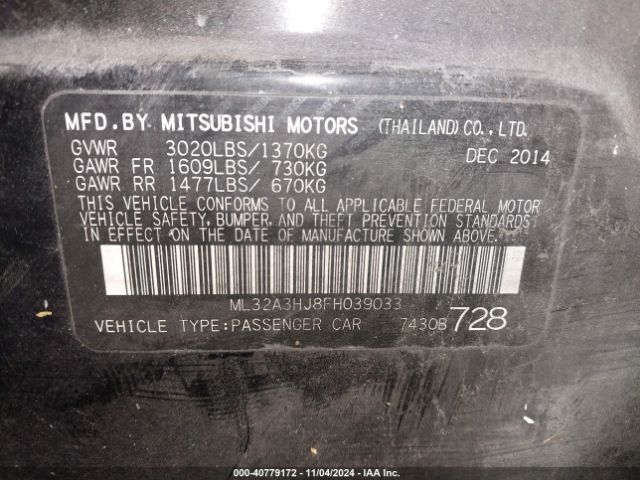 MFD.BY MITSUBISHI MOTORS (THAILAND)CO.,LTD.
GVWR 3020LBS/1370KG DEC 2014
GAWR FR 1609LBS/ 730KG
GAWR RR 1477LBS/ 670KG
THIS VEHICLE CONFORMS TO ALL APPLICABLE FEDERAL MOTOR
VEHICLE SAFETY, BUMPER, AND THEFT PREVENTION STANDARDS
IN EFFECT ON THE DATE OF MANUFACTURE SHOWN ABOVE.
ML32A3HJ8FH039033
VEHICLE TYPE:PASSENGER CAR 7430B 728
000-40779172 - 11/04/2024 - IAA Inc.